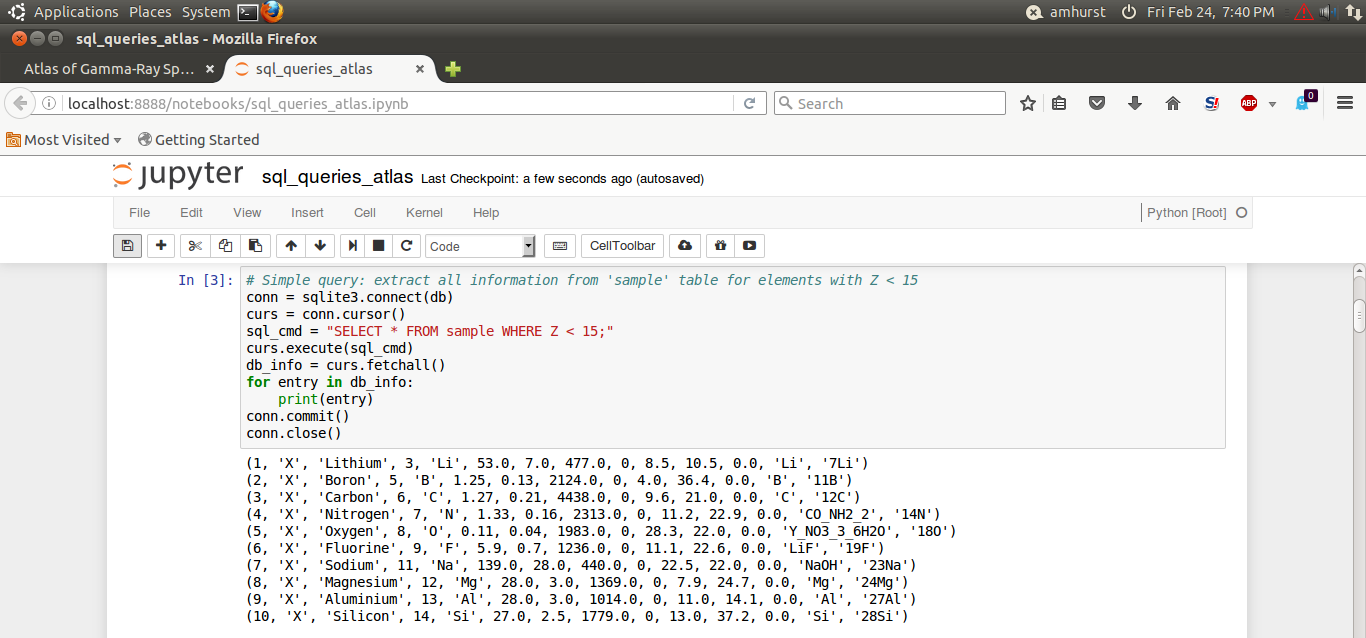 Applications Places System amhurst Fri Feb 24, 7:40 PM
sql_queries_atlas - Mozilla Firefox
Atlas of Gamma-Ray Sp... × sql_queries_atlas ×
localhost:8888/notebooks/sql_queries_atlas.ipynb Search S! ABP 0
Most Visited Getting Started
jupyter sql_queries_atlas Last Checkpoint: a few seconds ago (autosaved)
File Edit View Insert Cell Kernel Help Python [Root]
Code CellToolbar
In [3]: # Simple query: extract all information from 'sample' table for elements with Z < 15
conn = sqlite3.connect(db)
curs = conn.cursor()
sql_cmd = "SELECT * FROM sample WHERE Z < 15;"
curs.execute(sql_cmd)
db_info = curs.fetchall()
for entry in db_info:
    print(entry)
conn.commit()
conn.close()
(1, 'X', 'Lithium', 3, 'Li', 53.0, 7.0, 477.0, 0, 8.5, 10.5, 0.0, 'Li', '7Li')
(2, 'X', 'Boron', 5, 'B', 1.25, 0.13, 2124.0, 0, 4.0, 36.4, 0.0, 'B', '11B')
(3, 'X', 'Carbon', 6, 'C', 1.27, 0.21, 4438.0, 0, 9.6, 21.0, 0.0, 'C', '12C')
(4, 'X', 'Nitrogen', 7, 'N', 1.33, 0.16, 2313.0, 0, 11.2, 22.9, 0.0, 'CO_NH2_2', '14N')
(5, 'X', 'Oxygen', 8, 'O', 0.11, 0.04, 1983.0, 0, 28.3, 22.0, 0.0, 'Y_NO3_3_6H2O', '18O')
(6, 'X', 'Fluorine', 9, 'F', 5.9, 0.7, 1236.0, 0, 11.1, 22.6, 0.0, 'LiF', '19F')
(7, 'X', 'Sodium', 11, 'Na', 139.0, 28.0, 440.0, 0, 22.5, 22.0, 0.0, 'NaOH', '23Na')
(8, 'X', 'Magnesium', 12, 'Mg', 28.0, 3.0, 1369.0, 0, 7.9, 24.7, 0.0, 'Mg', '24Mg')
(9, 'X', 'Aluminium', 13, 'Al', 28.0, 3.0, 1014.0, 0, 11.0, 14.1, 0.0, 'Al', '27Al')
(10, 'X', 'Silicon', 14, 'Si', 27.0, 2.5, 1779.0, 0, 13.0, 37.2, 0.0, 'Si', '28Si')